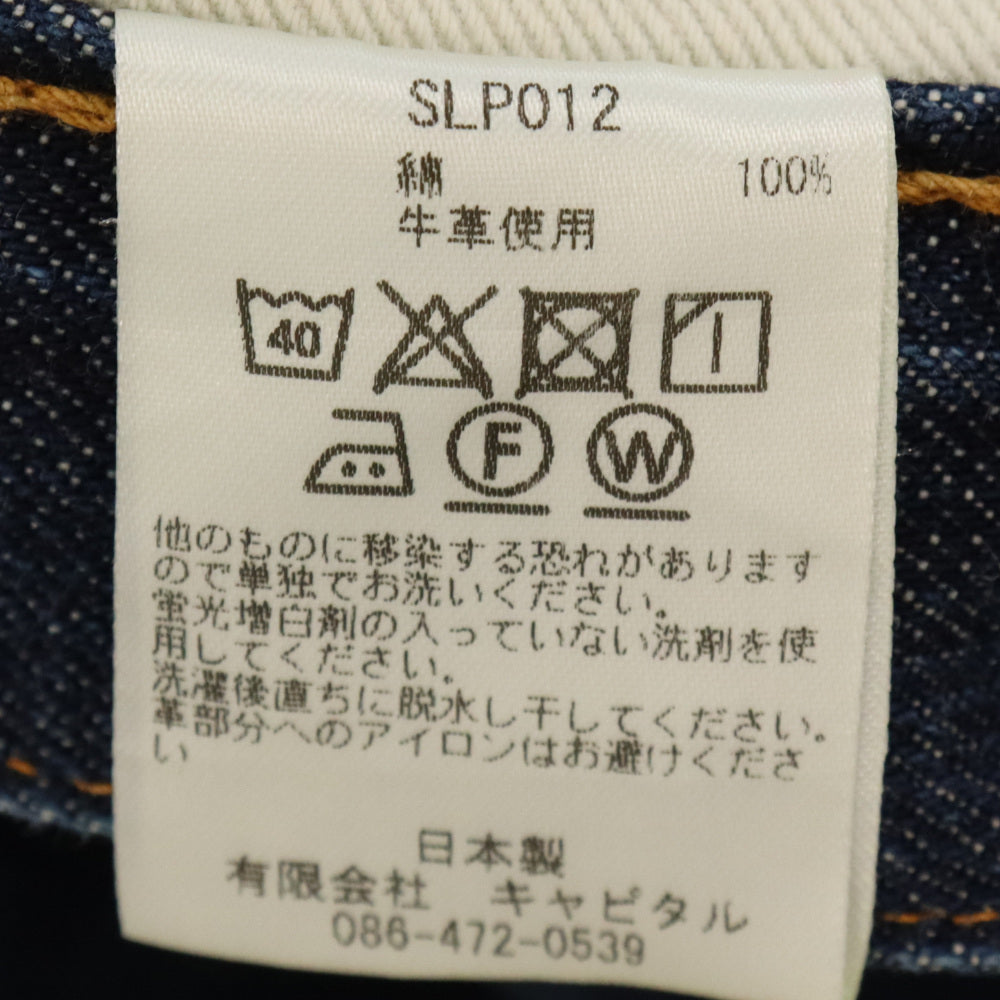 SLP012
綿 100%
牛革使用
40
F W
他のものに移染する恐れがあります
ので単独でお洗いください。
蛍光増白剤の入っていない洗剤を使
用してください。
洗濯後直ちに脱水し干してください。
革部分へのアイロンはお避けくださ
い
日本製
有限会社 キャピタル
086-472-0539